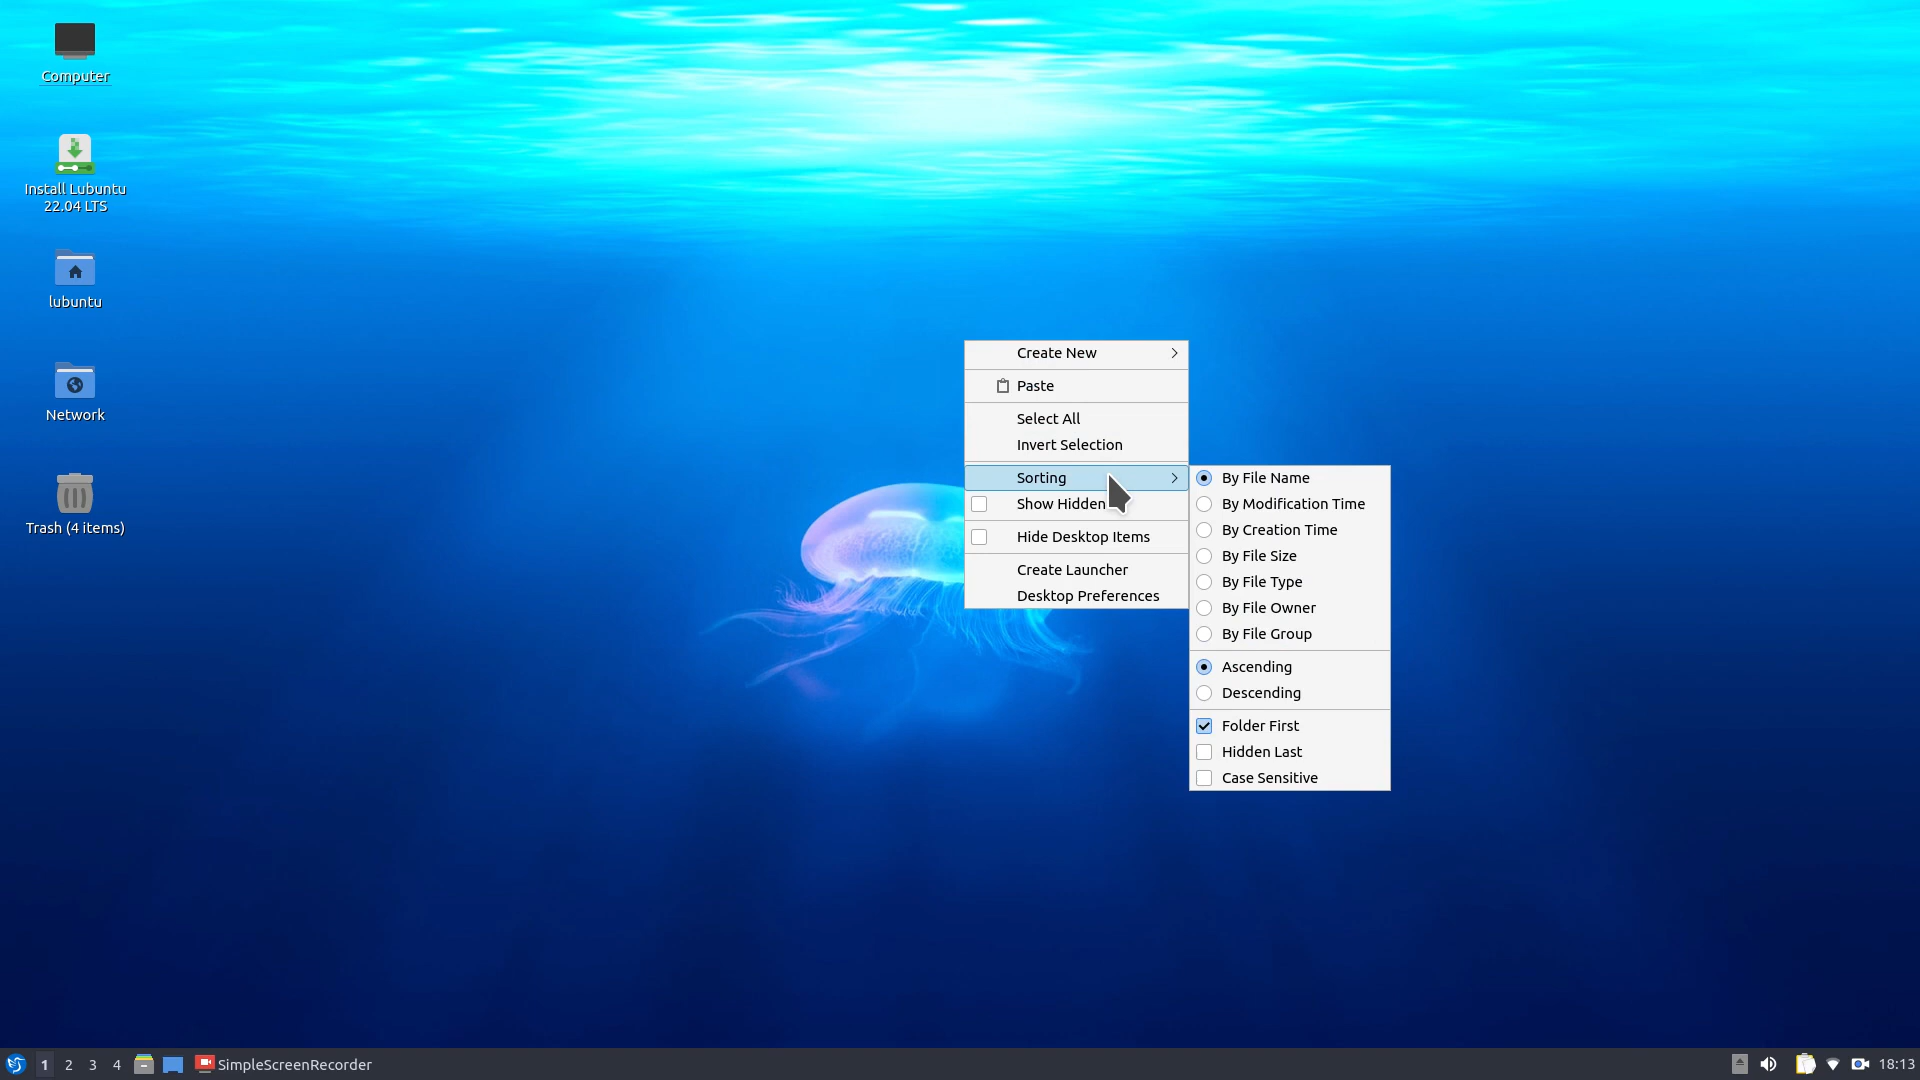 Computer
Install Lubuntu
22.04 LTS
lubuntu
Network
Trash (4 items)
Create New
Paste
Select All
Invert Selection
Sorting
Show Hidden
Hide Desktop Items
Create Launcher
Desktop Preferences
By File Name
By Modification Time
By Creation Time
By File Size
By File Type
By File Owner
By File Group
Ascending
Descending
Folder First
Hidden Last
Case Sensitive
1 2 3 4 SimpleScreenRecorder 18:13